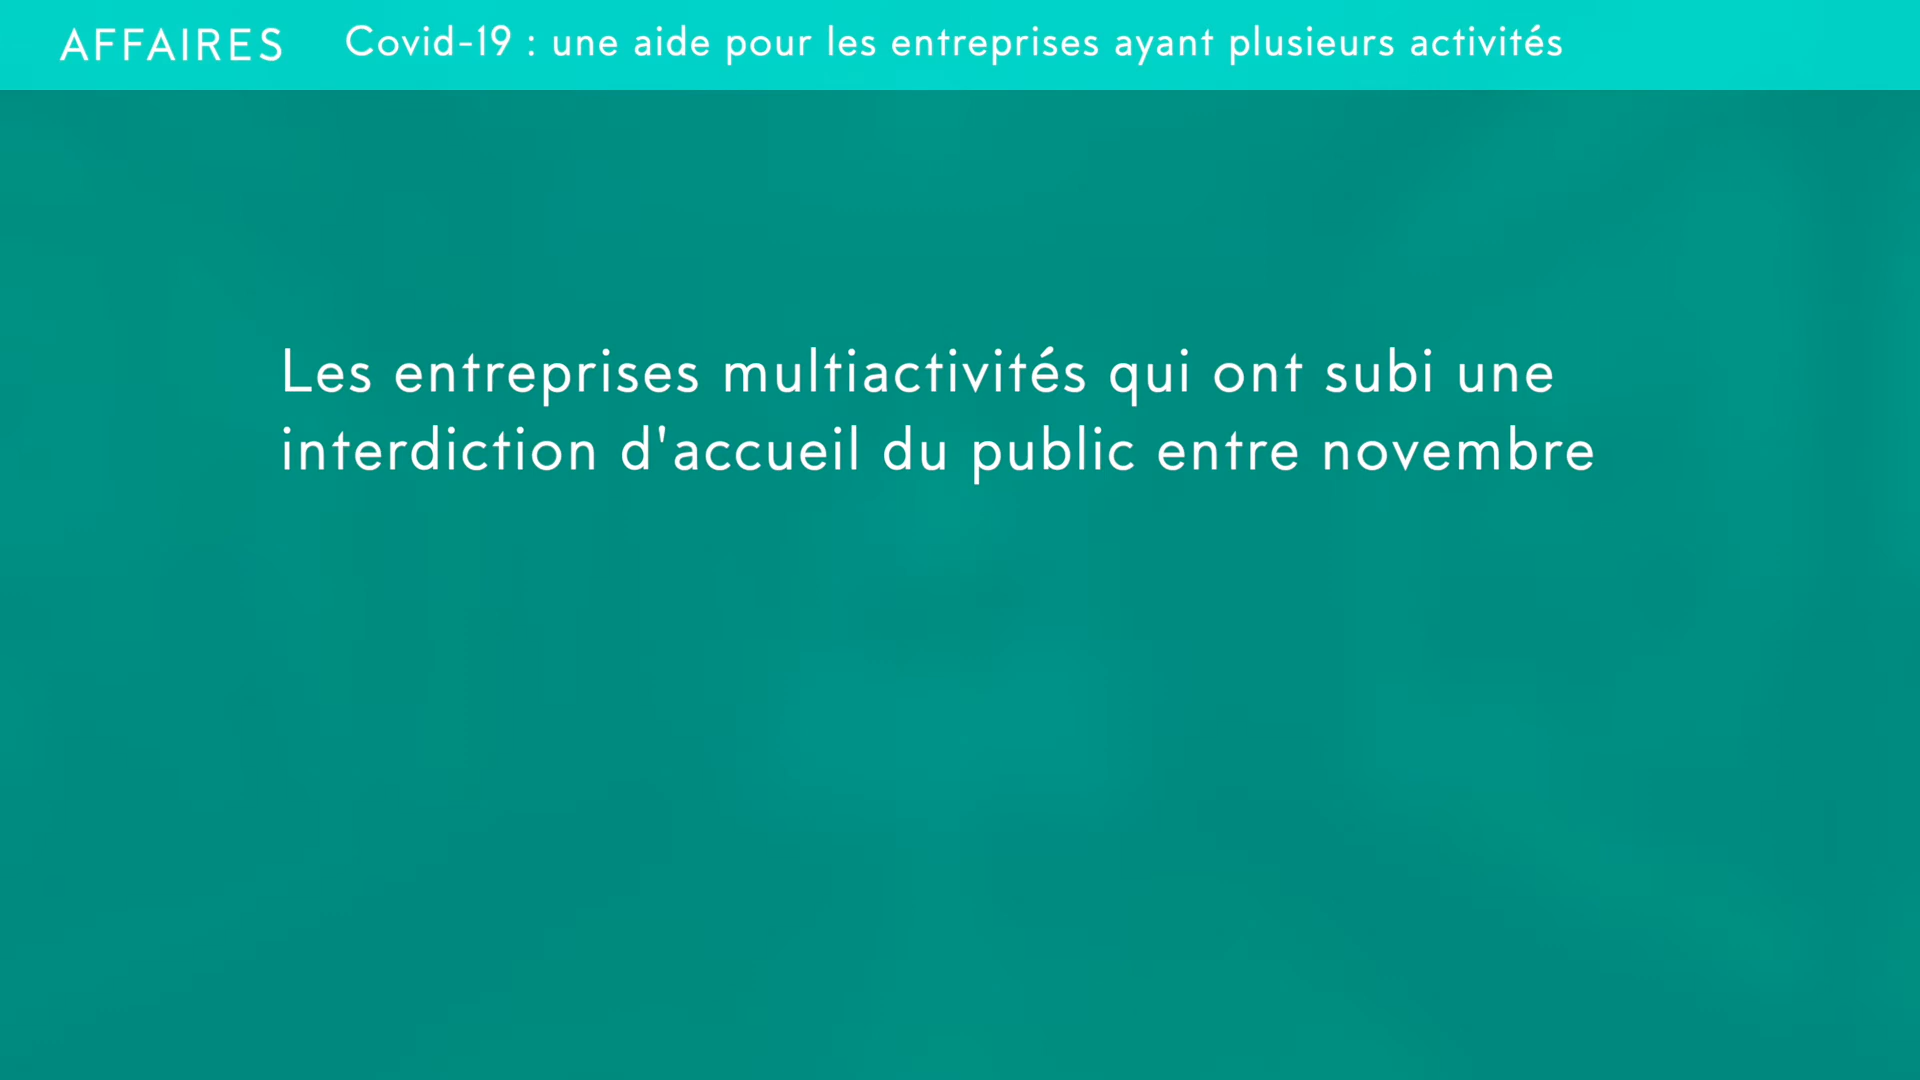 AFFAIRES
Covid-19 : une aide pour les entreprises ayant plusieurs activités
Les entreprises multiactivités qui ont subi une
interdiction d'accueil du public entre novembre